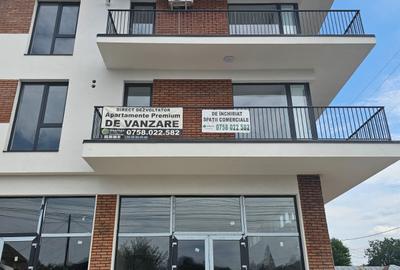 DIRECT DEZVOLTATOR
Apartamente Premium
DE VANZARE
0758.022.582
DE INCHIRIAT
SPATII COMERCIALE
0758.022.582